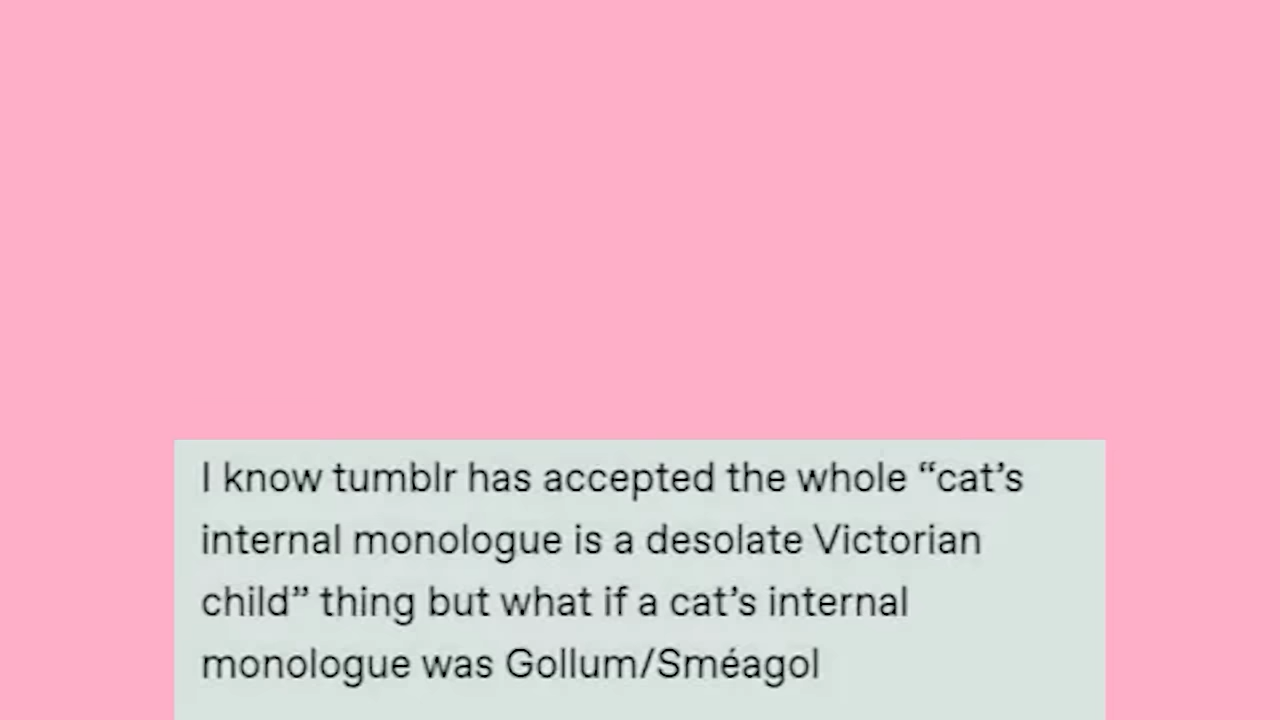 I know tumblr has accepted the whole “cat’s
internal monologue is a desolate Victorian
child” thing but what if a cat’s internal
monologue was Gollum/Sméagol